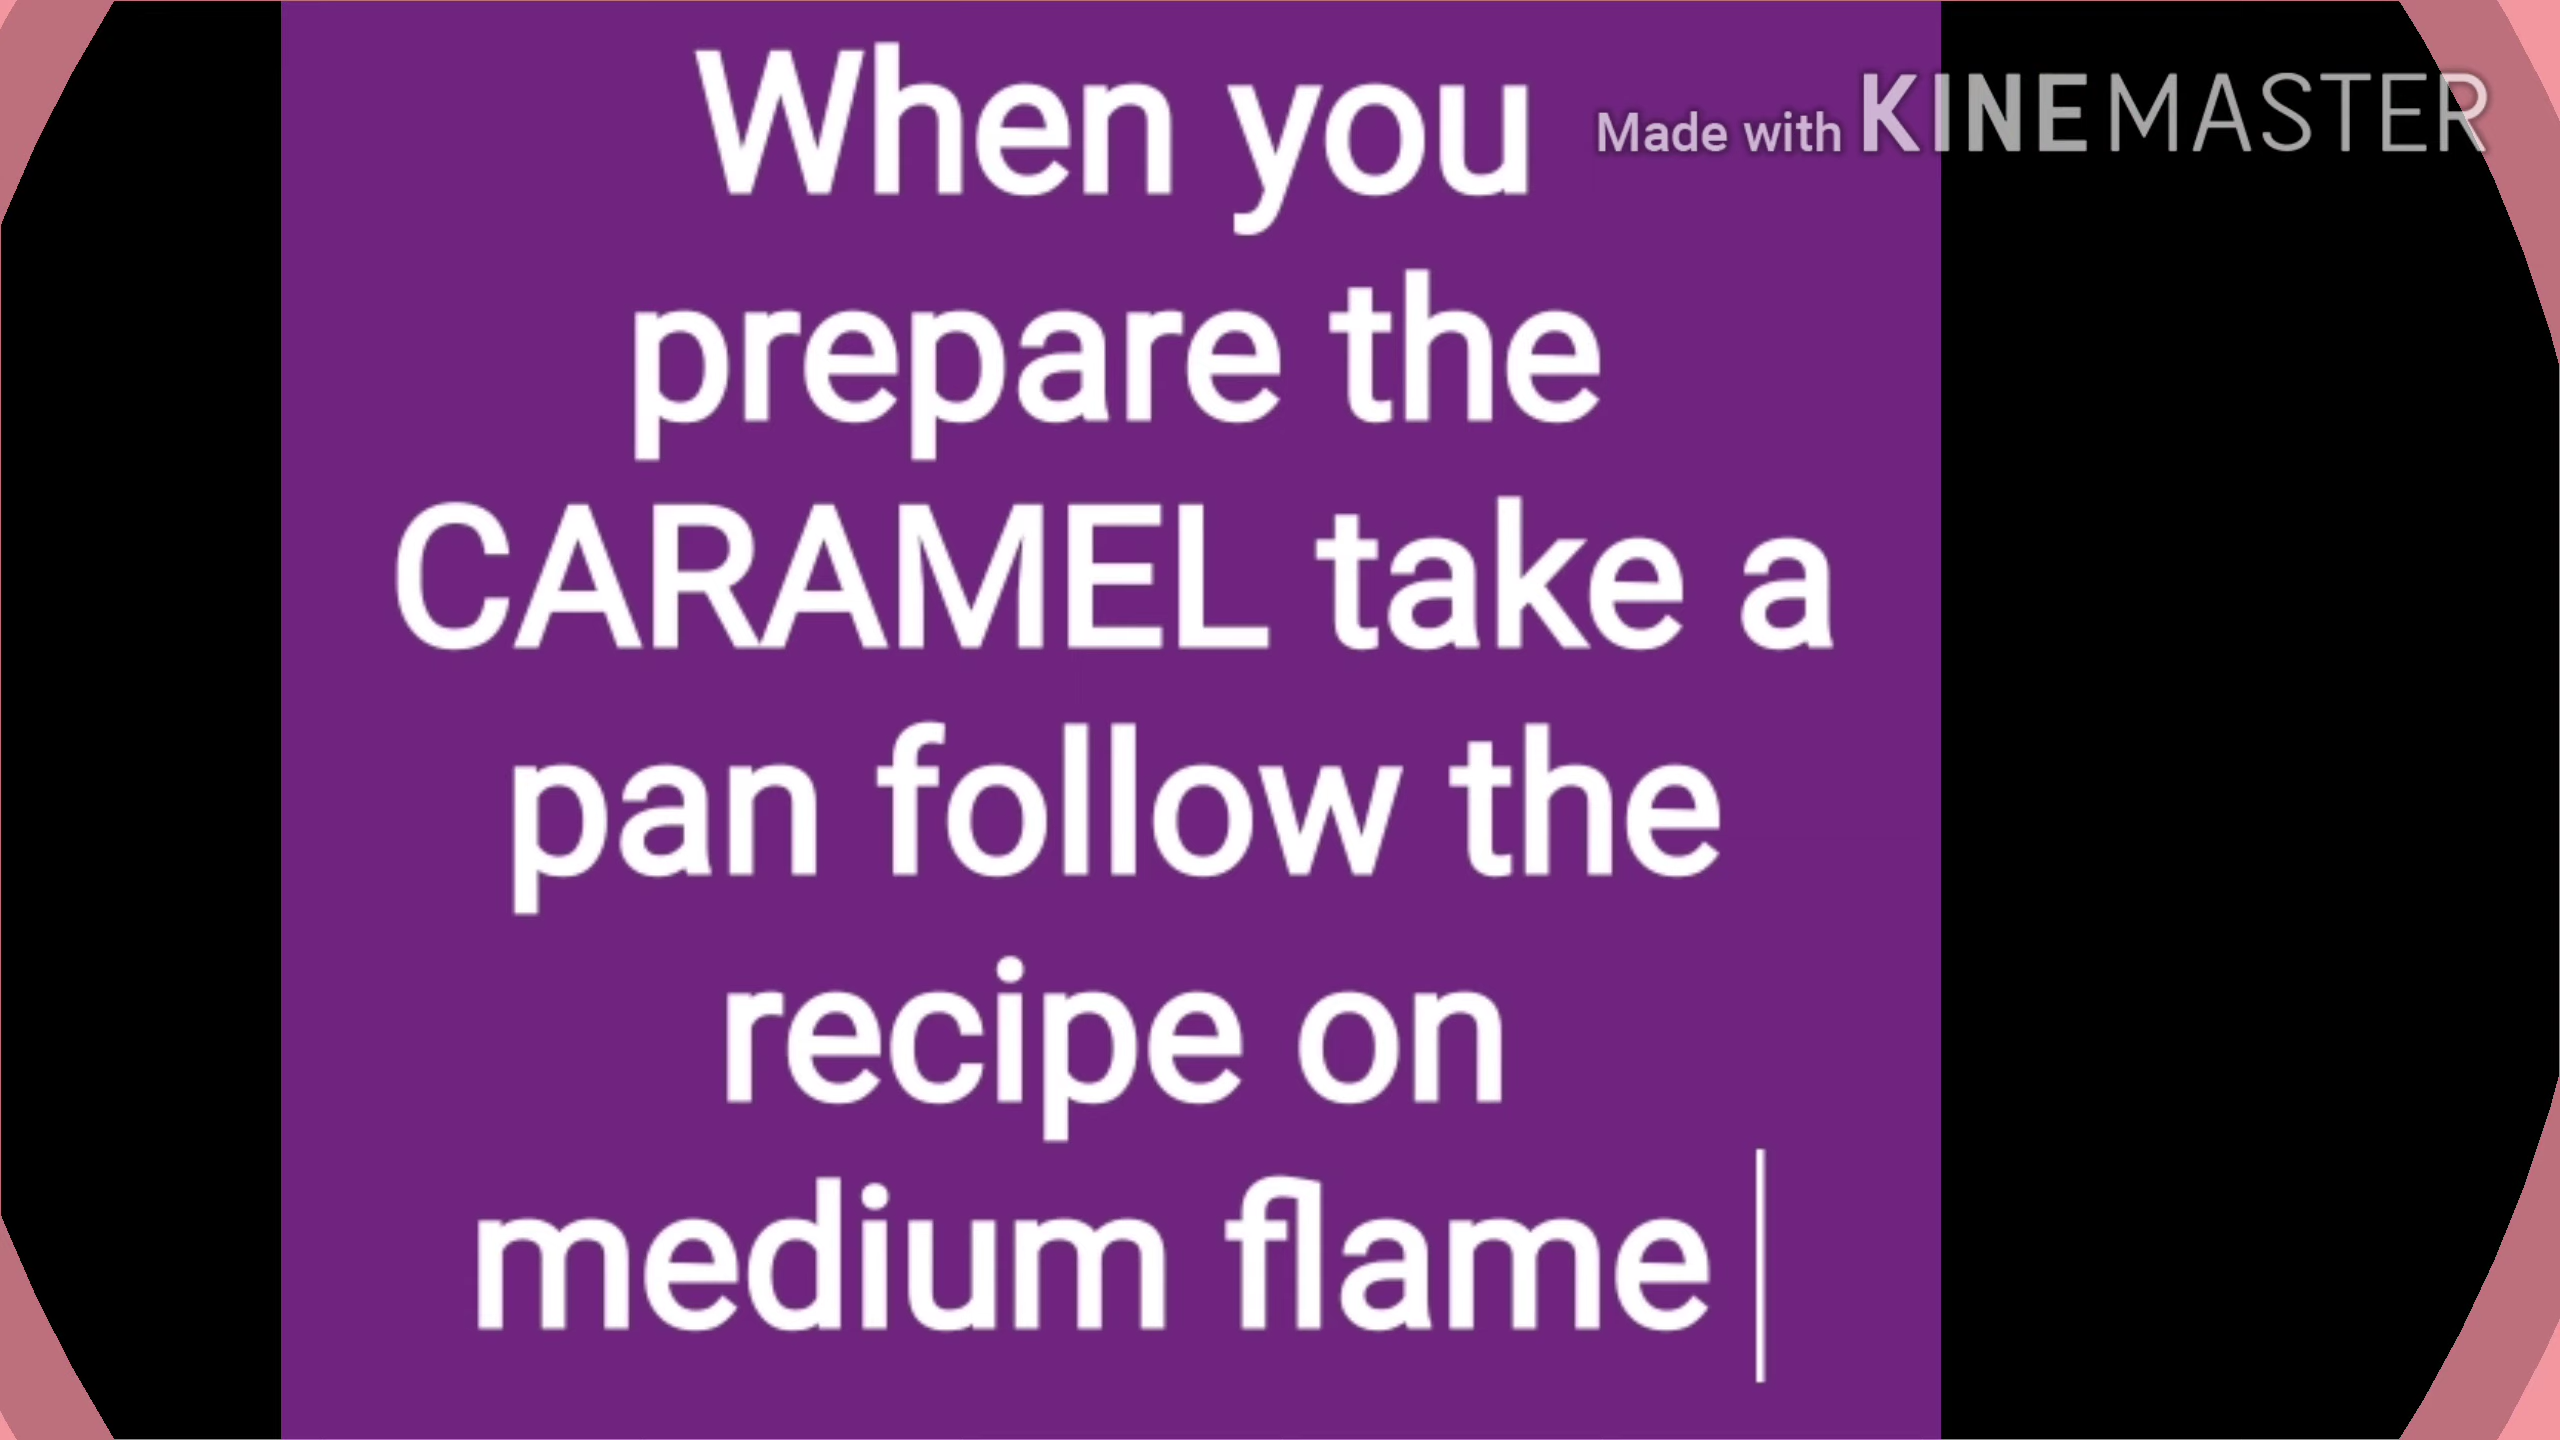 When you
Made with KINEMASTER
prepare the
CARAMEL take a
pan follow the
recipe on
medium flame